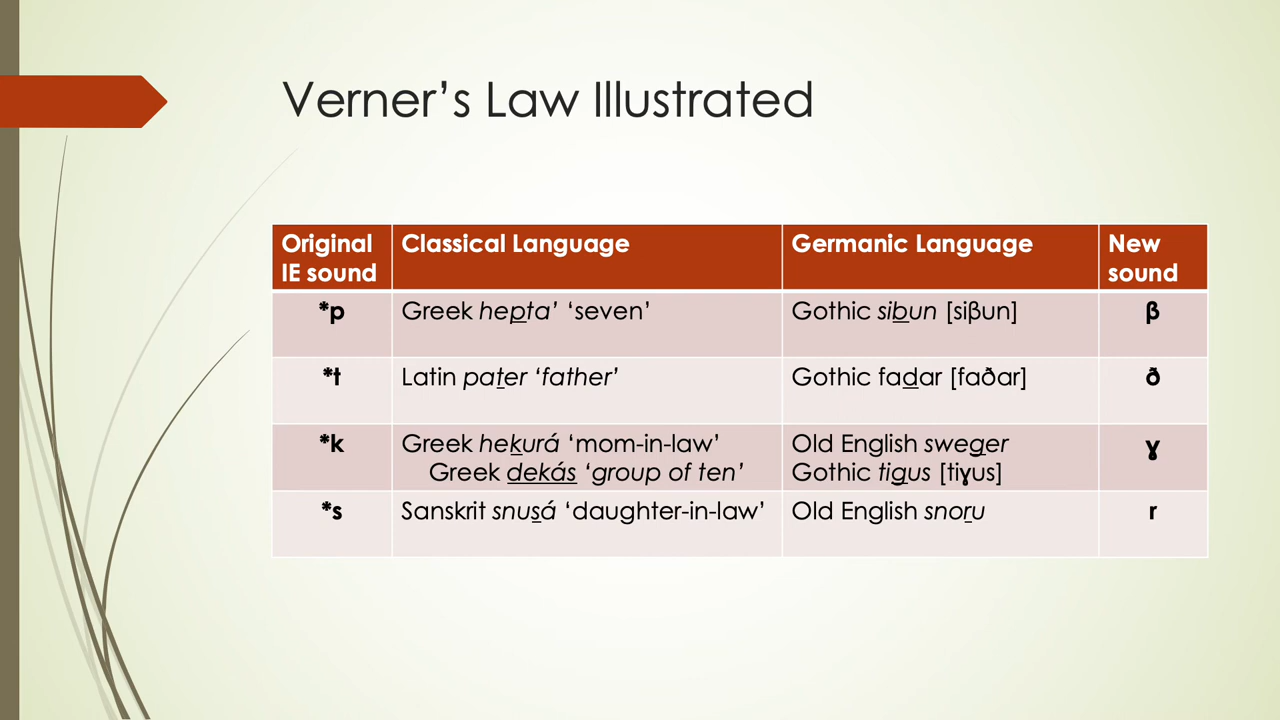 Verner’s Law Illustrated
Original
IE sound
Classical Language
Germanic Language
New
sound
*p
Greek hepta’ ‘seven’
Gothic sibun [siβun]
β
*t
Latin pater ‘father’
Gothic fadar [faðar]
ð
*k
Greek hekurá ‘mom-in-law’
Greek dekás ‘group of ten’
Old English sweger
Gothic tigus [tiɣus]
ɣ
*s
Sanskrit snusá ‘daughter-in-law’
Old English snoru
r